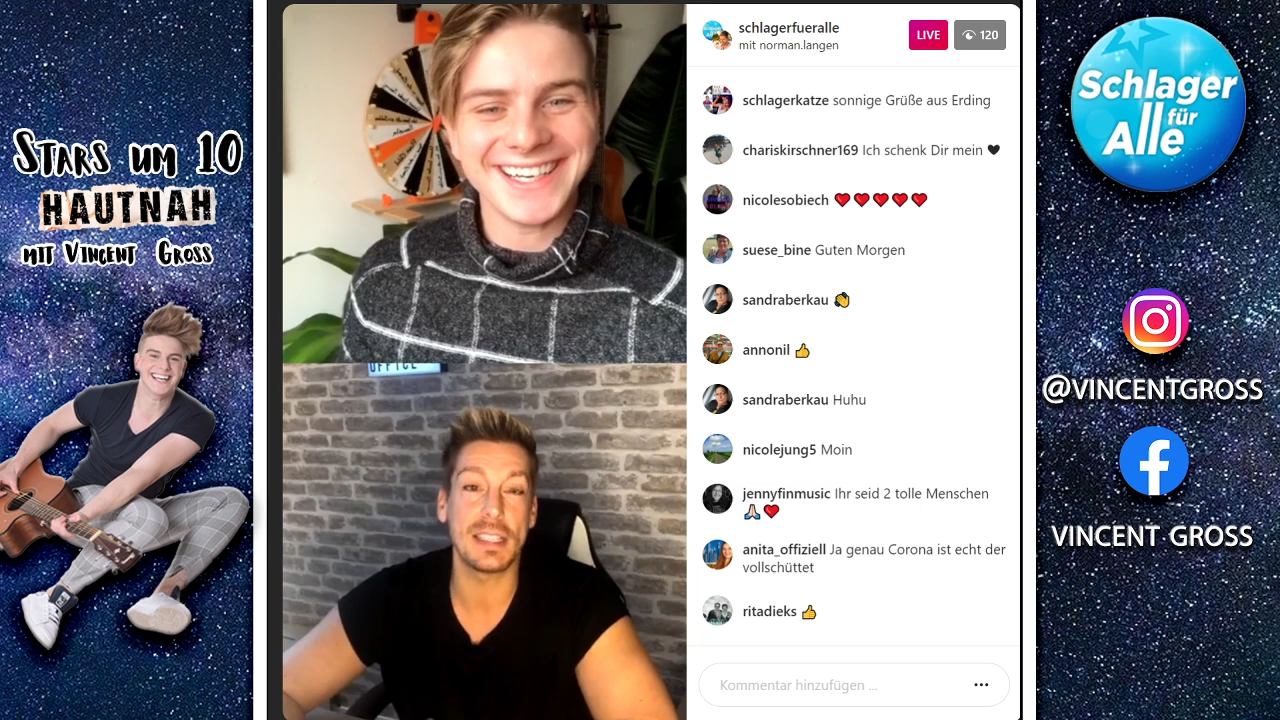 Stars um 10
HAUTNAH
mit Vincent Gross
OFFICE
schlagerfueralle
mit norman.langen
LIVE
120
schlagerkatze sonnige Grüße aus Erding
chariskirschner169 Ich schenk Dir mein 🖤
nicolesobiech ❤️❤️❤️❤️❤️
suese_bine Guten Morgen
sandraberkau 👏
annonil 👍
sandraberkau Huhu
nicolejung5 Moin
jennyfinmusic Ihr seid 2 tolle Menschen
🙏🏻❤️
anita_offiziell Ja genau Corona ist echt der
vollschüttet
ritadieks 👍
Kommentar hinzufügen ...
Schlager
für
Alle
@VINCENTGROSS
VINCENT GROSS